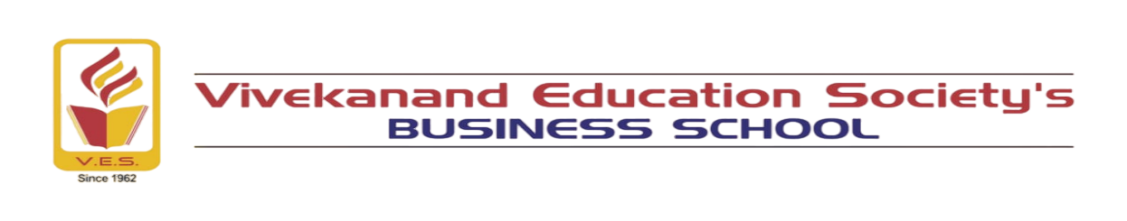 V.E.S.
Since 1962
Vivekanand Education Society's
BUSINESS SCHOOL